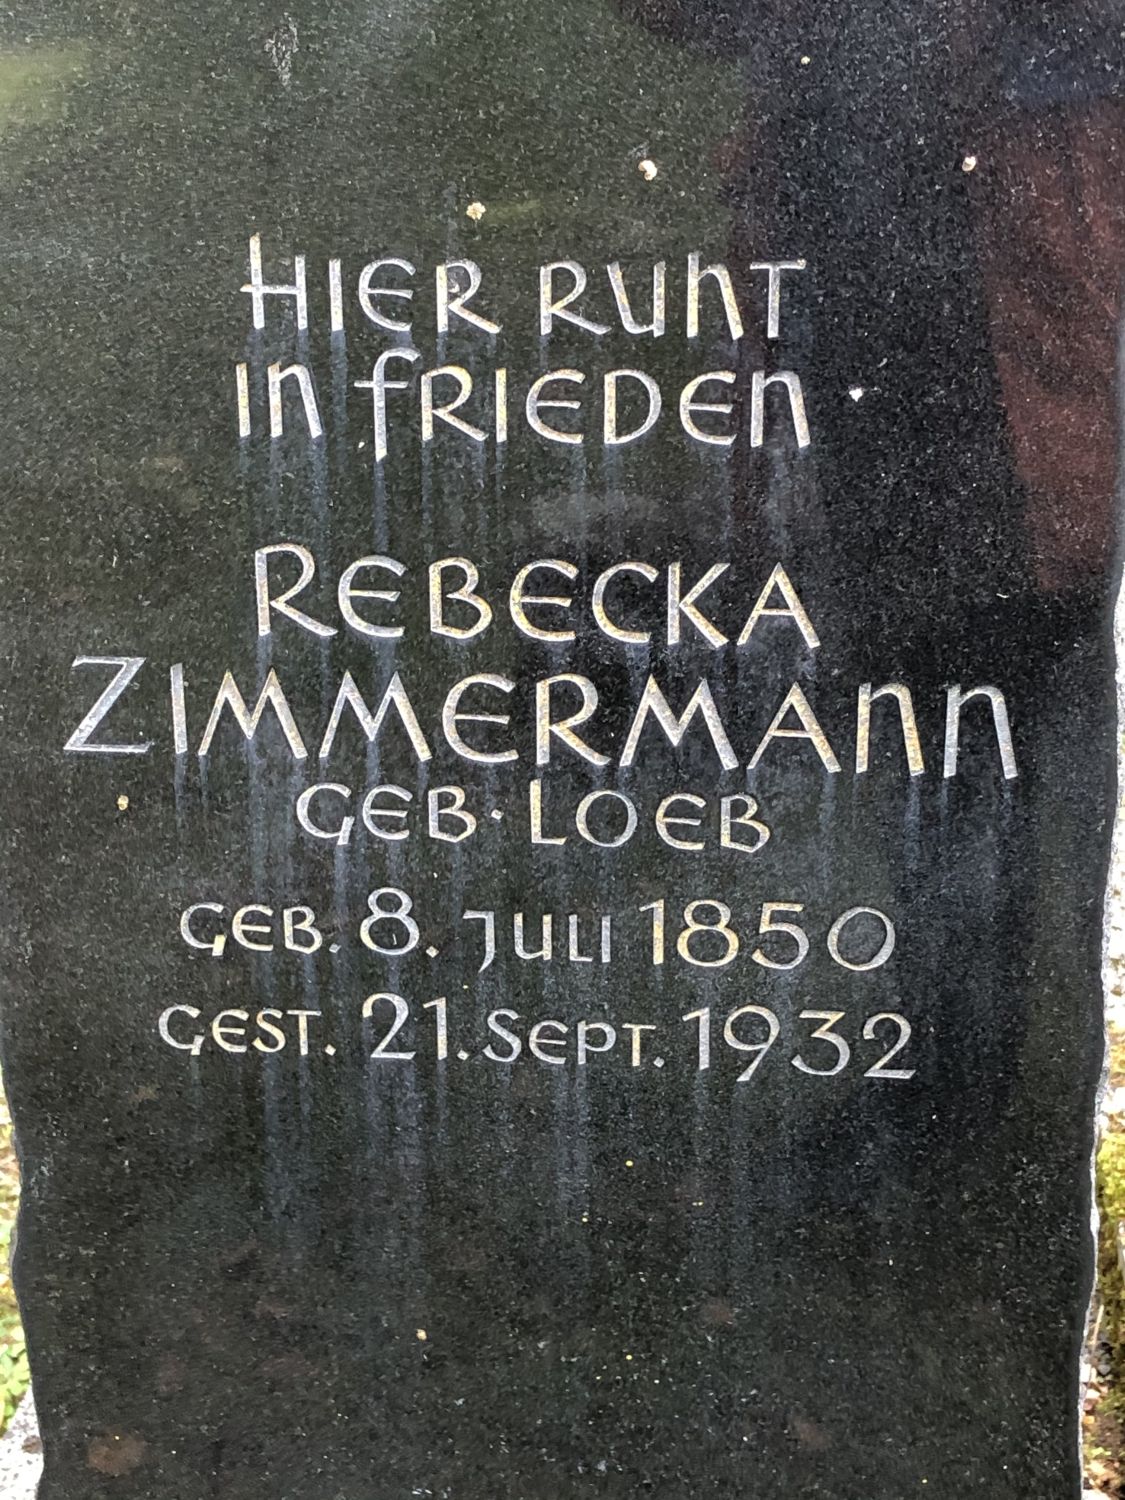 HIER RUHT
IN FRIEDEN
REBECKA
ZIMMERMANN
GEB. LOEB
GEB. 8. JULI 1850
GEST. 21. SEPT. 1932